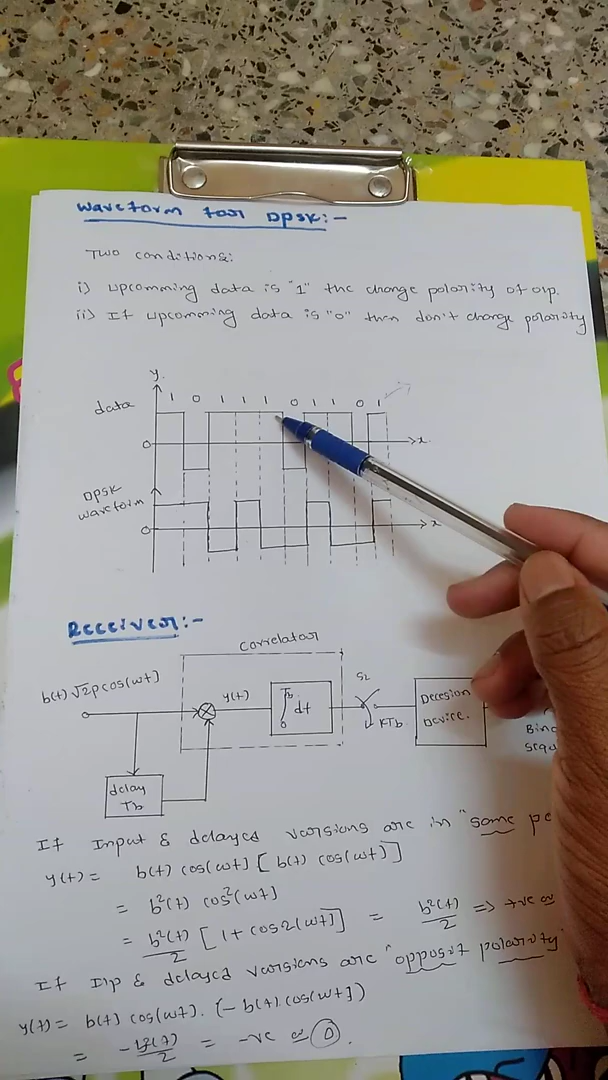 Waveform for DPSK:-
Two conditions:
i) upcomming data is "1" the change polarity of o/p.
ii) If upcomming data is "0" then don't change polarity
y
data 1 0 1 1 1 0 1 1 0 1
0 x
DPSK
waveform
0 x
Receiver:-
correlator
b(t) √2p cos(wt)
y(t)
Tb
∫ dt
0
S2
KTb
Decesion
Device.
Bin
sequ
delay
Tb
If Input & delayed versions are in "same po
y(t) = b(t) cos(wt) [b(t) cos(wt)]
= b²(t) cos²(wt)
= b²(t)/2 [1 + cos2(wt)] = b²(t)/2 => +ve
If I/p & delayed versions are "opposit polarity"
y(t) = b(t) cos(wt). (-b(t).cos(wt))
= -b²(t)/2 = -ve ≃ 0.